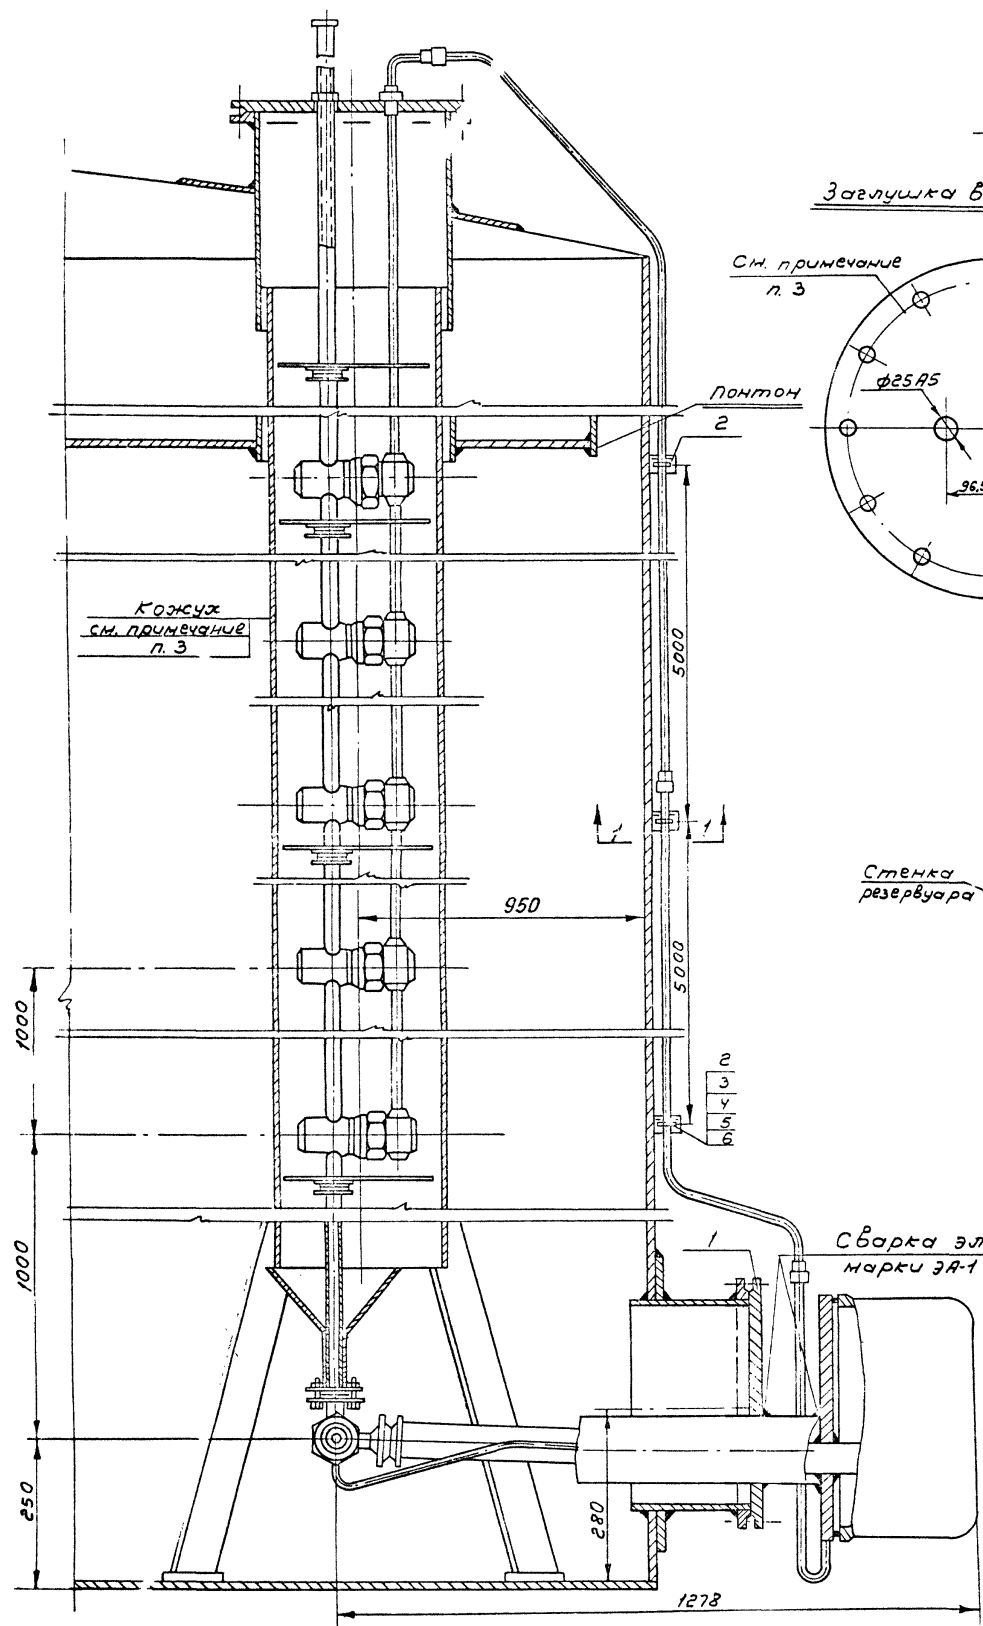 Заглушка в
См. примечание
п. 3
ф25А5
96,5
Понтон
2
Кожух
см. примечание
п. 3
5000
1
1
Стенка
резервуара
950
5000
1000
2
3
4
5
6
1000
1
Сварка эл
марки ЭА-1
250
280
1278